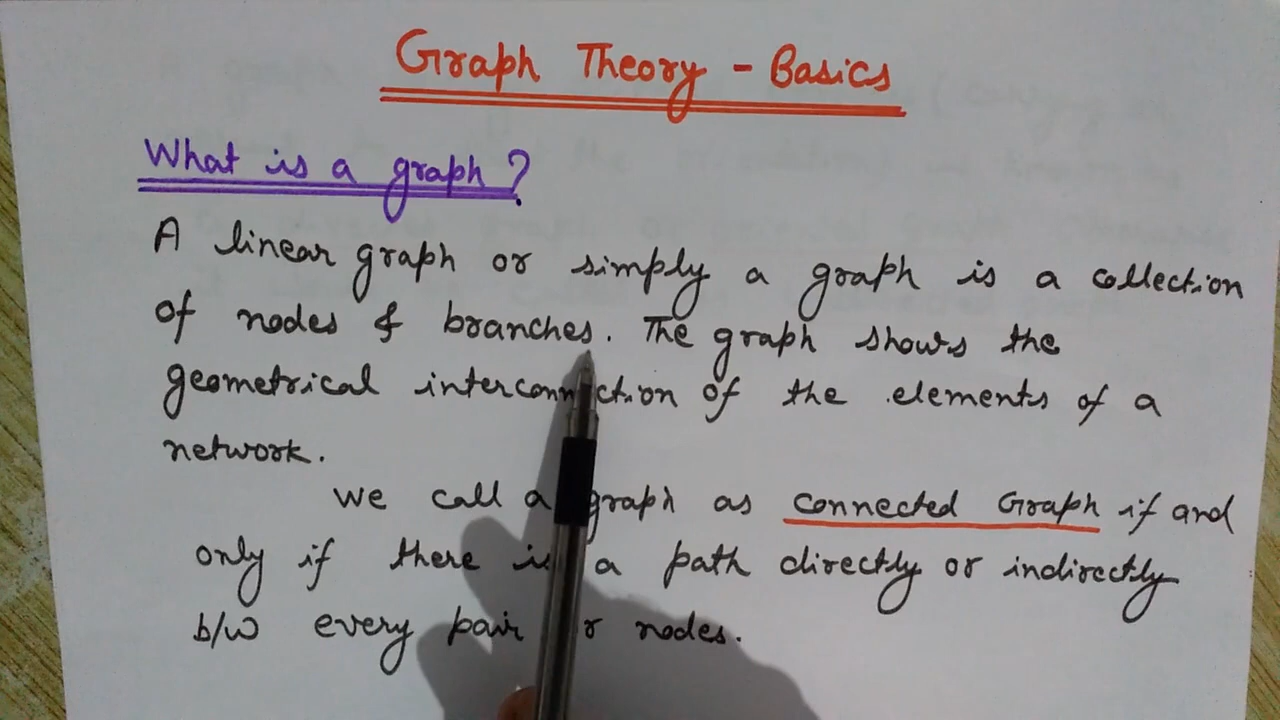 Graph Theory - Basics
What is a graph?
A linear graph or simply a graph is a collection
of nodes & branches. The graph shows the
geometrical interconnection of the elements of a
network.
We call a graph as connected Graph if and
only if there is a path directly or indirectly
b/w every pair nodes.